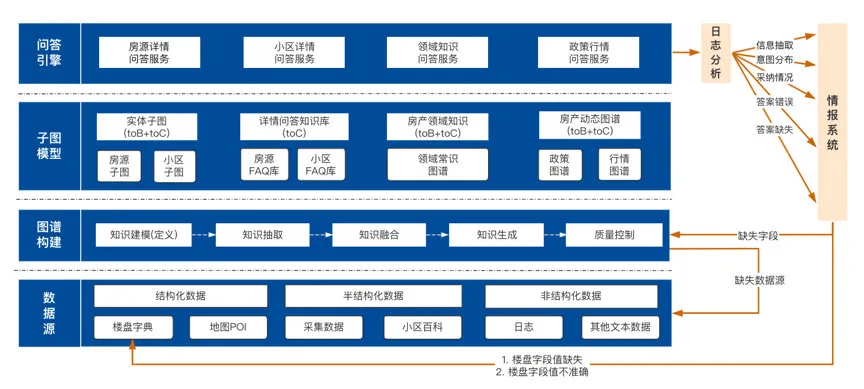 问答
引擎
房源详情
问答服务
小区详情
问答服务
领域知识
问答服务
政策行情
问答服务
日志分析
信息抽取
意图分布
采纳情况
答案错误
答案缺失
情报系统
子图
模型
实体子图
(toB+toC)
详情问答知识库
(toC)
房产领域知识
(toB+toC)
房产动态图谱
(toB+toC)
房源
子图
小区
子图
房源
FAQ库
小区
FAQ库
领域常识
图谱
政策
图谱
行情
图谱
图谱
构建
知识建模(定义)
知识抽取
知识融合
知识生成
质量控制
缺失字段
缺失数据源
数
据
源
结构化数据
半结构化数据
非结构化数据
楼盘字典
地图POI
采集数据
小区百科
日志
其他文本数据
1. 楼盘字段值缺失
2. 楼盘字段值不准确